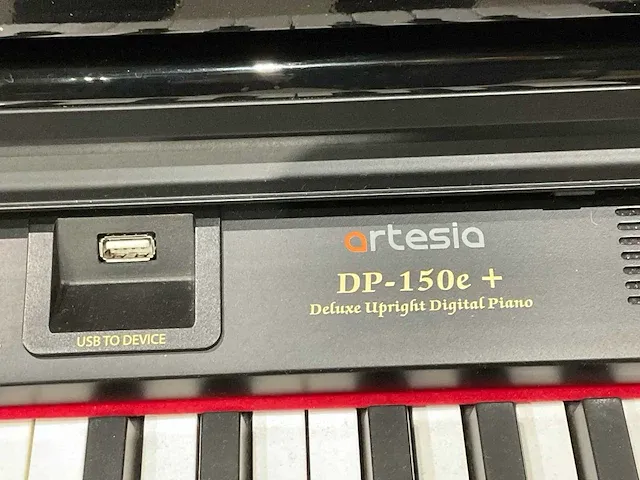 artesia
DP-150e +
Deluxe Upright Digital Piano
USB TO DEVICE